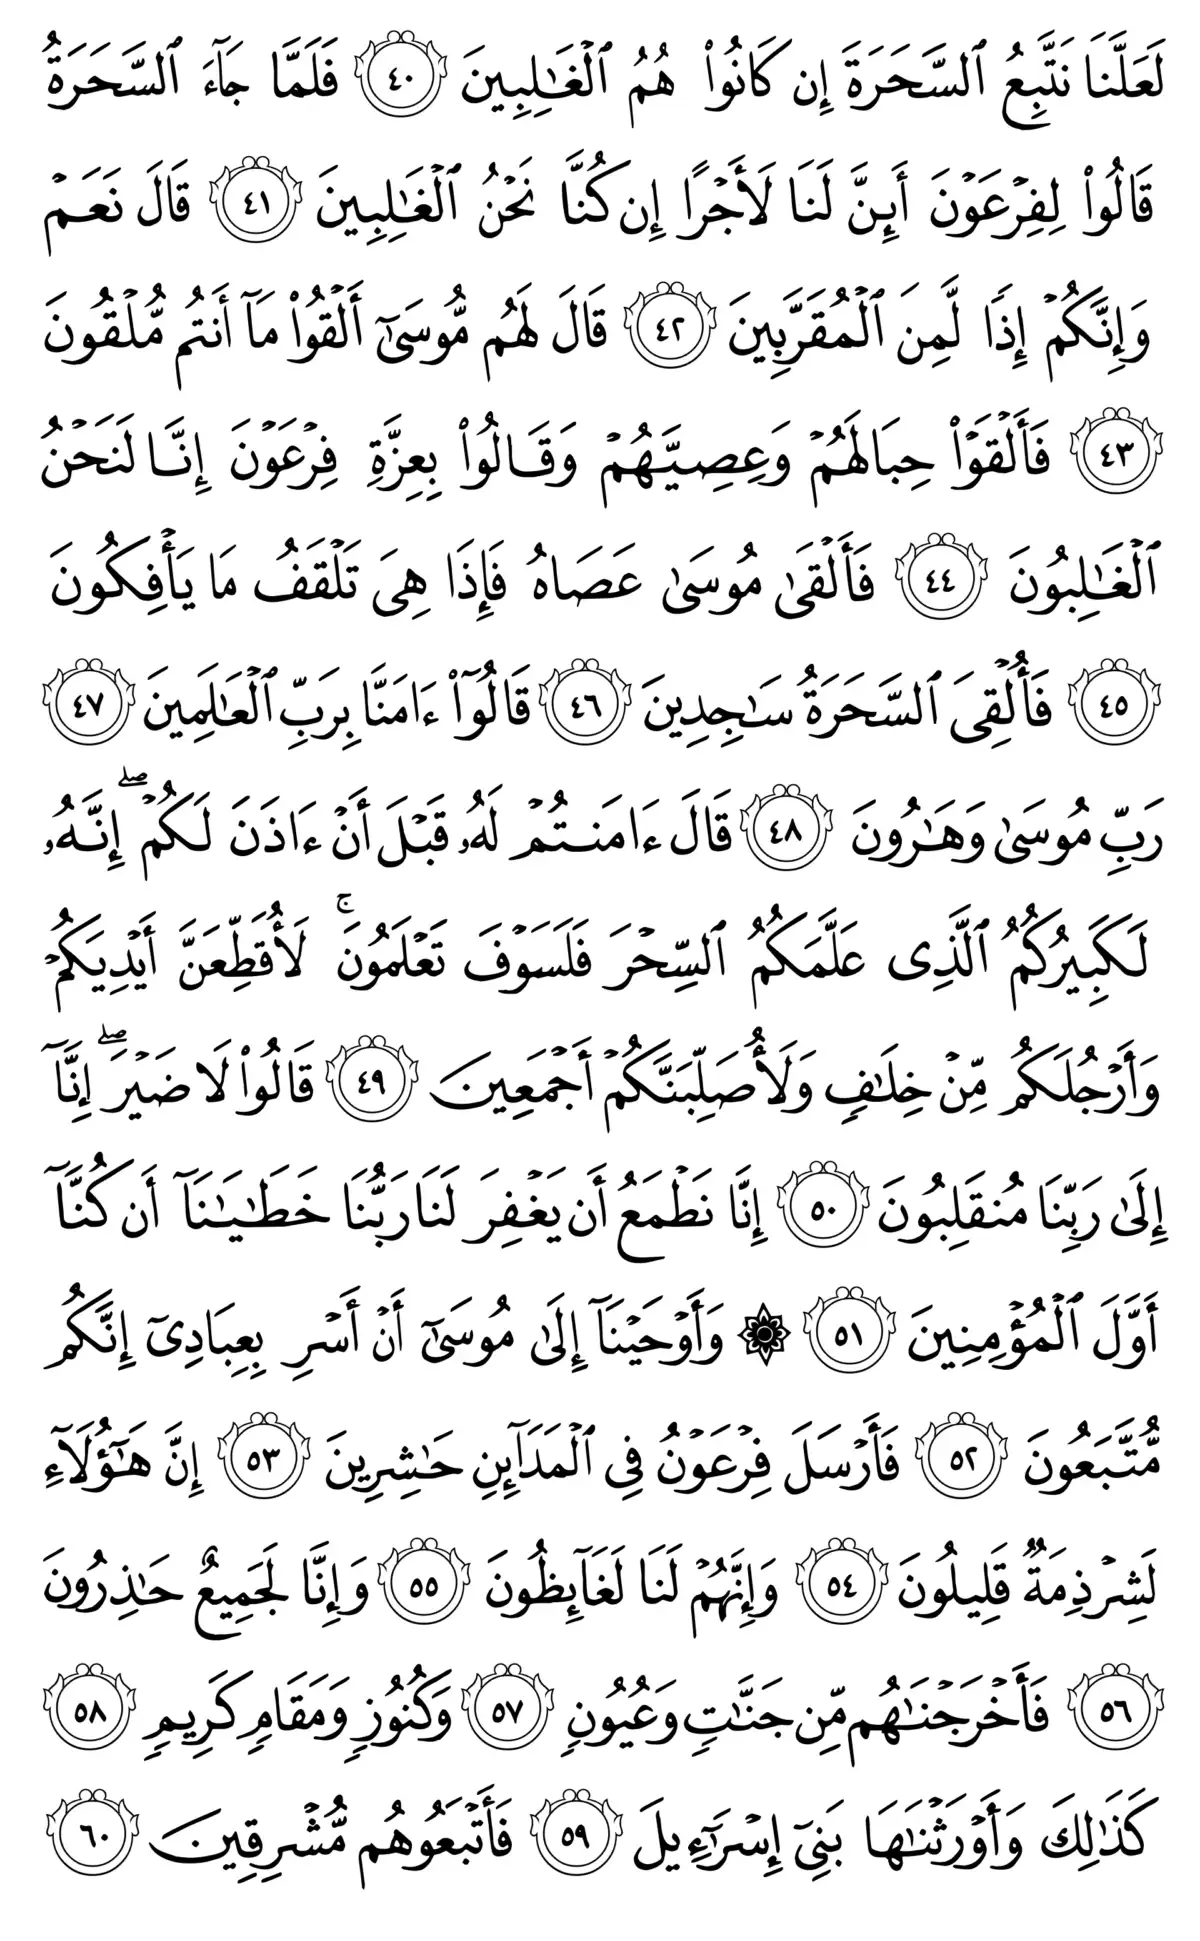 لَعَلَّنَا نَتَّبِعُ ٱلسَّحَرَةَ إِن كَانُوا۟ هُمُ ٱلْغَـٰلِبِينَ ٤٠ فَلَمَّا جَآءَ ٱلسَّحَرَةُ
قَالُوا۟ لِفِرْعَوْنَ أَئِنَّ لَنَا لَأَجْرًا إِن كُنَّا نَحْنُ ٱلْغَـٰلِبِينَ ٤١ قَالَ نَعَمْ
وَإِنَّكُمْ إِذًا لَّمِنَ ٱلْمُقَرَّبِينَ ٤٢ قَالَ لَهُم مُّوسَىٰٓ أَلْقُوا۟ مَآ أَنتُم مُّلْقُونَ
٤٣ فَأَلْقَوْا۟ حِبَالَهُمْ وَعِصِيَّهُمْ وَقَالُوا۟ بِعِزَّةِ فِرْعَوْنَ إِنَّا لَنَحْنُ
ٱلْغَـٰلِبُونَ ٤٤ فَأَلْقَىٰ مُوسَىٰ عَصَاهُ فَإِذَا هِىَ تَلْقَفُ مَا يَأْفِكُونَ
٤٥ فَأُلْقِىَ ٱلسَّحَرَةُ سَـٰجِدِينَ ٤٦ قَالُوٓا۟ ءَامَنَّا بِرَبِّ ٱلْعَـٰلَمِينَ ٤٧
رَبِّ مُوسَىٰ وَهَـٰرُونَ ٤٨ قَالَ ءَامَنتُمْ لَهُۥ قَبْلَ أَنْ ءَاذَنَ لَكُمْ ۖ إِنَّهُۥ
لَكَبِيرُكُمُ ٱلَّذِى عَلَّمَكُمُ ٱلسِّحْرَ فَلَسَوْفَ تَعْلَمُونَ ۚ لَأُقَطِّعَنَّ أَيْدِيَكُمْ
وَأَرْجُلَكُم مِّنْ خِلَـٰفٍ وَلَأُصَلِّبَنَّكُمْ أَجْمَعِينَ ٤٩ قَالُوا۟ لَا ضَيْرَ ۖ إِنَّآ
إِلَىٰ رَبِّنَا مُنقَلِبُونَ ٥٠ إِنَّا نَطْمَعُ أَن يَغْفِرَ لَنَا رَبُّنَا خَطَـٰيَـٰنَآ أَن كُنَّآ
أَوَّلَ ٱلْمُؤْمِنِينَ ٥١ ۞ وَأَوْحَيْنَآ إِلَىٰ مُوسَىٰٓ أَنْ أَسْرِ بِعِبَادِىٓ إِنَّكُم
مُّتَّبَعُونَ ٥٢ فَأَرْسَلَ فِرْعَوْنُ فِى ٱلْمَدَآئِنِ حَـٰشِرِينَ ٥٣ إِنَّ هَـٰٓؤُلَآءِ
لَشِرْذِمَةٌ قَلِيلُونَ ٥٤ وَإِنَّهُمْ لَنَا لَغَآئِظُونَ ٥٥ وَإِنَّا لَجَمِيعٌ حَـٰذِرُونَ
٥٦ فَأَخْرَجْنَـٰهُم مِّن جَنَّـٰتٍ وَعُيُونٍ ٥٧ وَكُنُوزٍ وَمَقَامٍ كَرِيمٍ ٥٨
كَذَٰلِكَ وَأَوْرَثْنَـٰهَا بَنِىٓ إِسْرَٰٓءِيلَ ٥٩ فَأَتْبَعُوهُم مُّشْرِقِينَ ٦٠